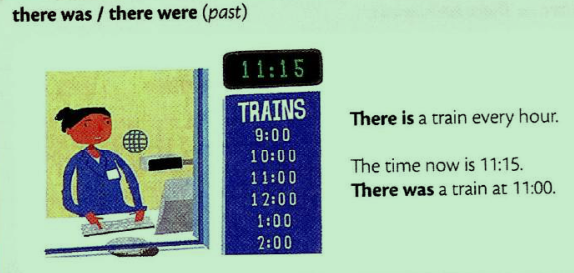 there was / there were (past)
11:15
TRAINS
9:00
10:00
11:00
12:00
1:00
2:00
There is a train every hour.
The time now is 11:15.
There was a train at 11:00.